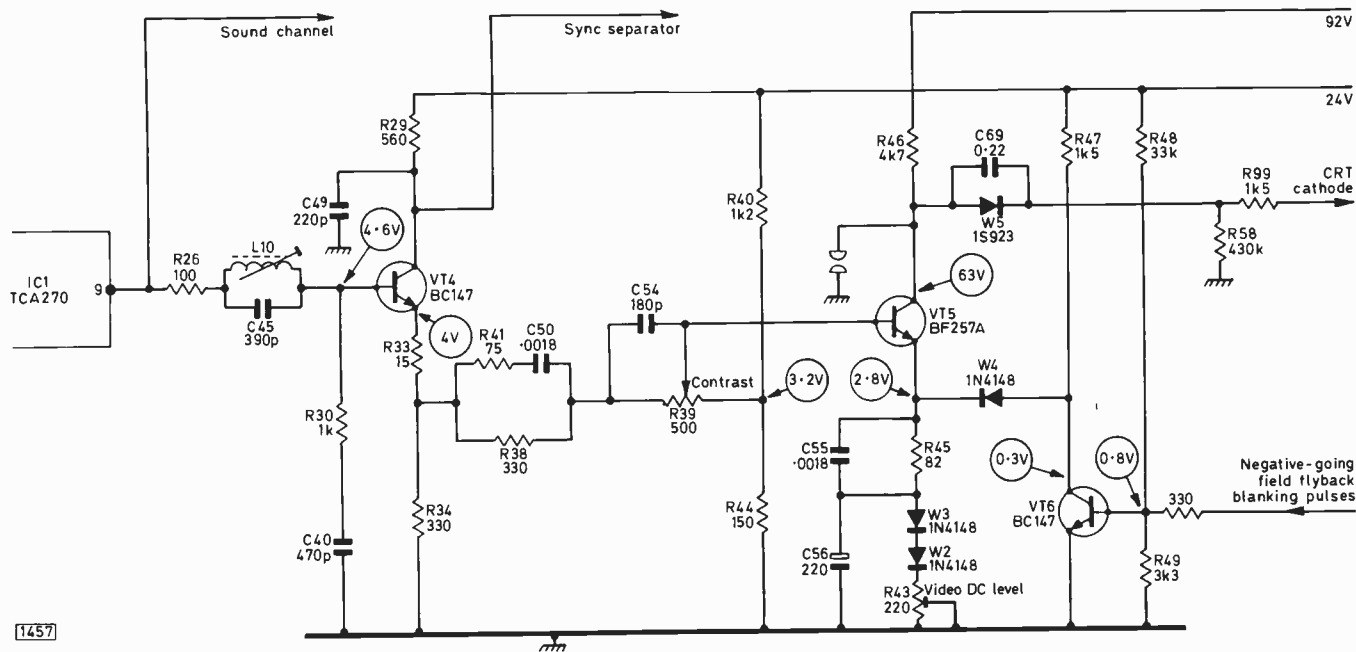 Sound channel
Sync separator
92V
24V
R29
560
C49
220p
R40
1k2
R46
4k7
C69
0·22
W5
1S923
R47
1k5
R48
33k
R99
1k5
CRT
cathode
R58
430k
IC1
TCA270
9
R26
100
L10
C45
390p
4·6V
VT4
BC147
4V
R33
15
R41
75
C50
·0018
R38
330
C54
180p
Contrast
R39
500
3·2V
63V
VT5
BF257A
2·8V
W4
1N4148
R30
1k
C40
470p
R34
330
R44
150
C55
·0018
R45
82
W3
1N4148
W2
1N4148
C56
220
R43
220
Video DC level
0·3V
0·8V
VT6
BC147
330
R49
3k3
Negative-going
field flyback
blanking pulses
1457